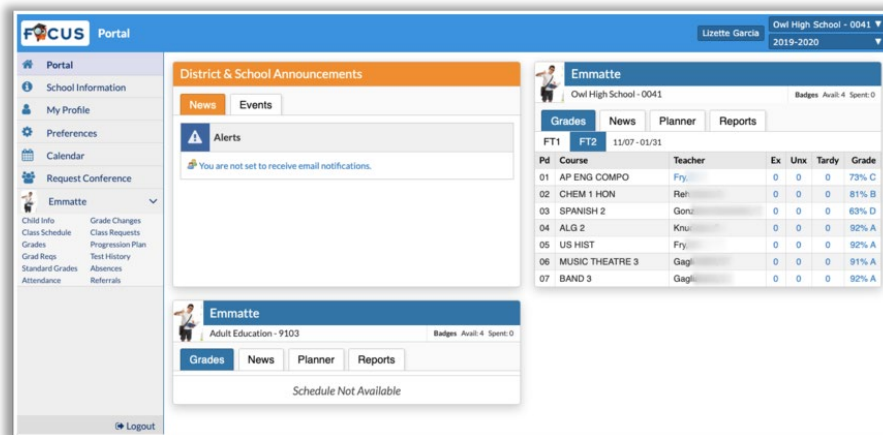 FOCUS Portal
Lizette Garcia
Owl High School - 0041
2019-2020
Portal
School Information
My Profile
Preferences
Calendar
Request Conference
Emmatte
Child Info Grade Changes
Class Schedule Class Requests
Grades Progression Plan
Grad Reqs Test History
Standard Grades Absences
Attendance Referrals
Logout
District & School Announcements
News Events
Alerts
You are not set to receive email notifications.
Emmatte
Adult Education - 9103 Badges Avail: 4 Spent: 0
Grades News Planner Reports
Schedule Not Available
Emmatte
Owl High School - 0041 Badges Avail: 4 Spent: 0
Grades News Planner Reports
FT1 FT2 11/07 - 01/31
Pd Course Teacher Ex Unx Tardy Grade
01 AP ENG COMPO Fry, 0 0 0 73% C
02 CHEM 1 HON 0 0 0 81% B
03 SPANISH 2 0 0 0 63% D
04 ALG 2 0 0 0 92% A
05 US HIST Fry, 0 0 0 92% A
06 MUSIC THEATRE 3 0 0 0 91% A
07 BAND 3 0 0 0 92% A